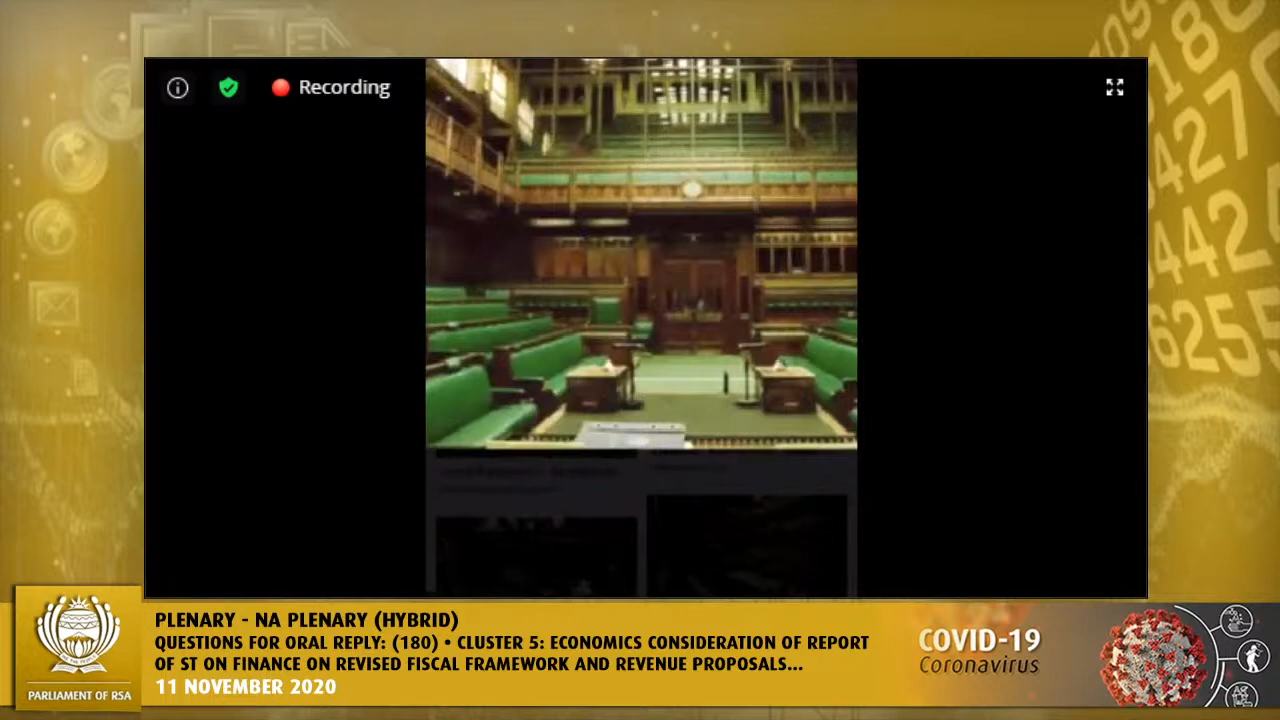 Recording
PLENARY - NA PLENARY (HYBRID)
QUESTIONS FOR ORAL REPLY: (180) • CLUSTER 5: ECONOMICS CONSIDERATION OF REPORT
OF ST ON FINANCE ON REVISED FISCAL FRAMEWORK AND REVENUE PROPOSALS...
11 NOVEMBER 2020
PARLIAMENT OF RSA
COVID-19
Coronavirus